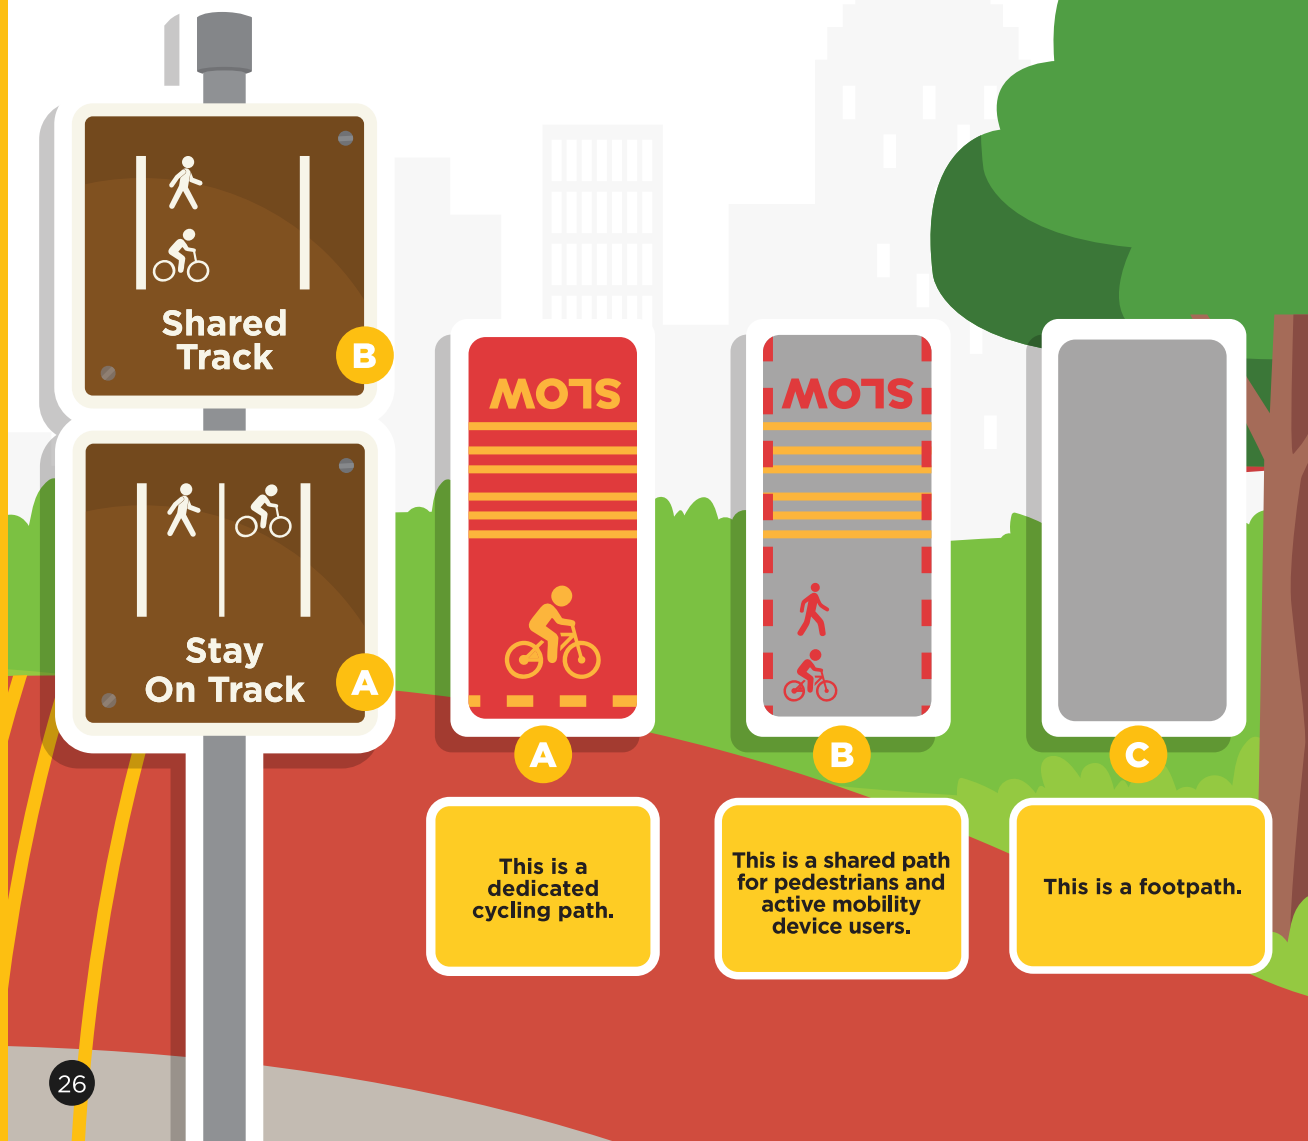 Shared
Track
B
Stay
On Track
A
SLOW
SLOW
A
B
C
This is a
dedicated
cycling path.
This is a shared path
for pedestrians and
active mobility
device users.
This is a footpath.
26